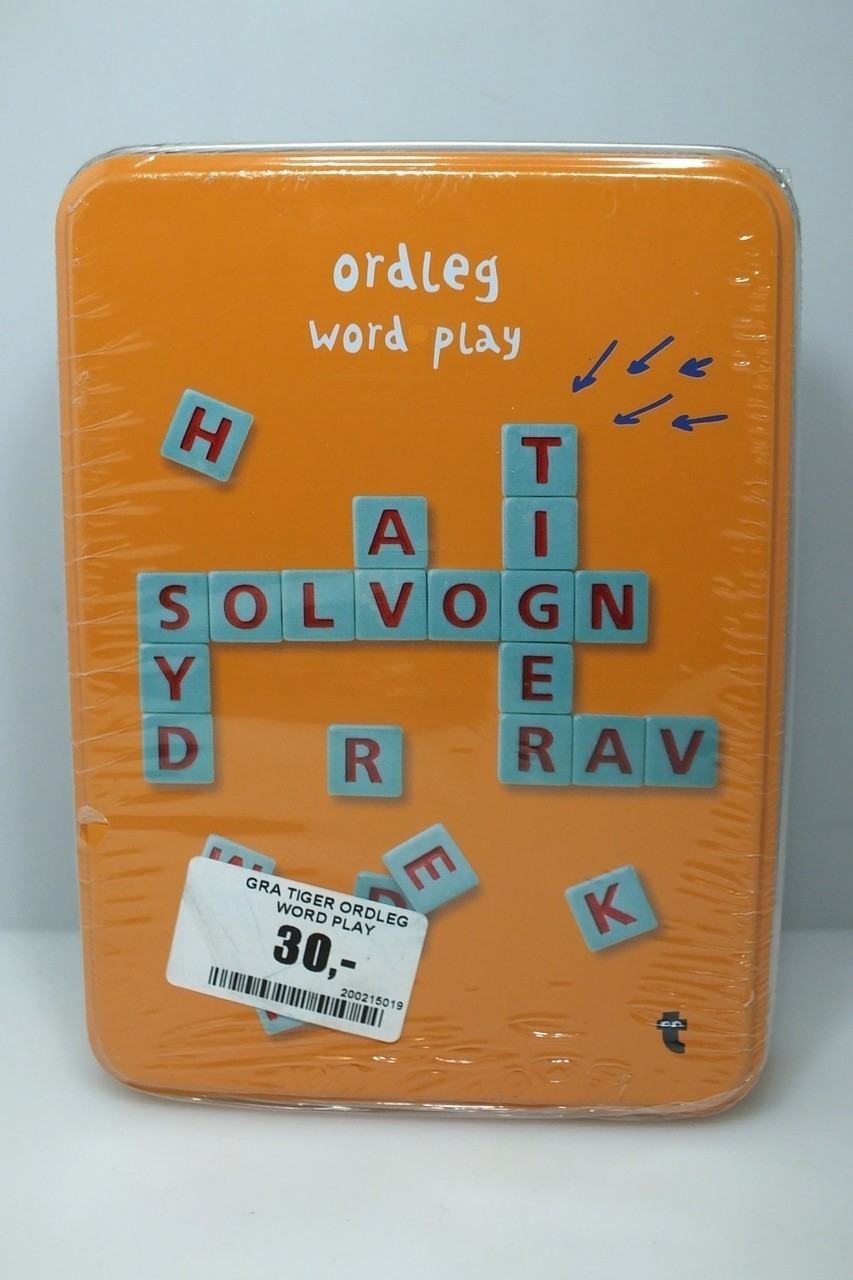 ordleg
word play
H
T
A
I
SOLVOGN
Y
E
D
R
RAV
E
K
GRA TIGER ORDLEG
WORD PLAY
30,-
200215019
t